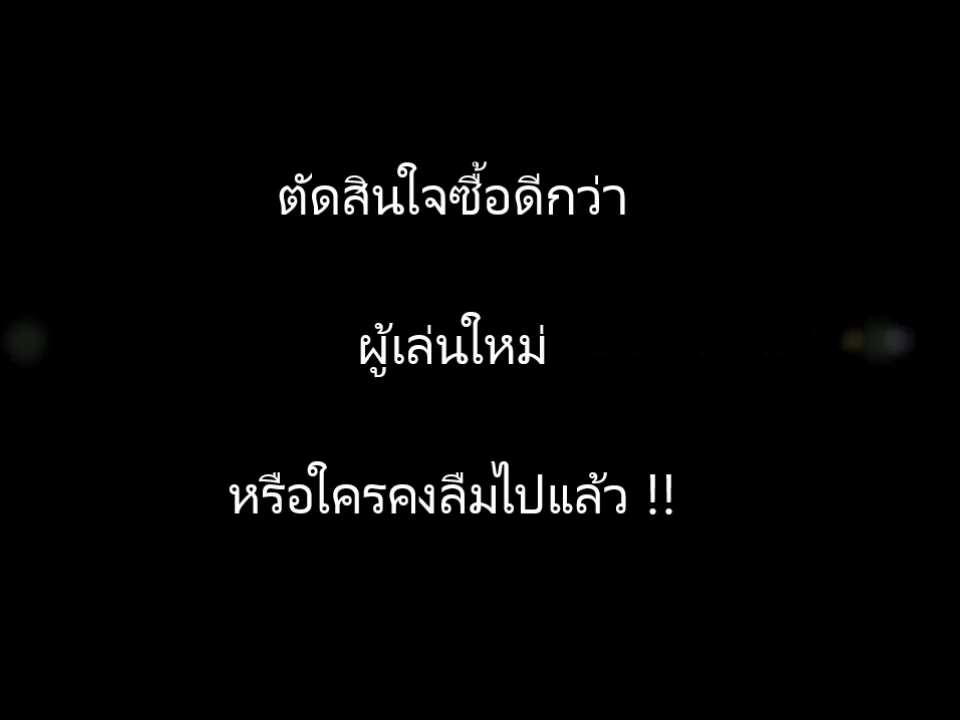 ตัดสินใจซื้อดีกว่า
ผู้เล่นใหม่
หรือใครคงลืมไปแล้ว !!